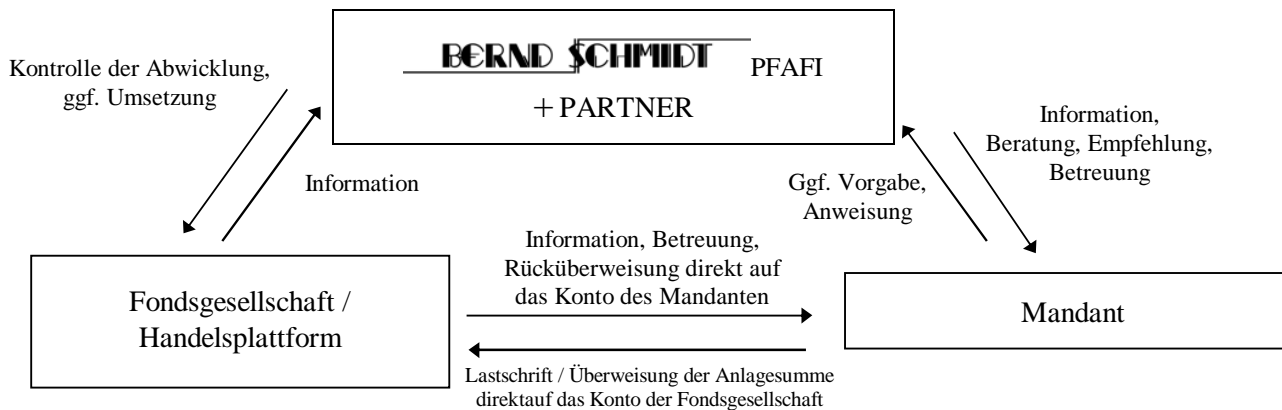 BERND SCHMIDT PFAFI
+ PARTNER
Kontrolle der Abwicklung,
ggf. Umsetzung
Information
Information,
Beratung, Empfehlung,
Betreuung
Ggf. Vorgabe,
Anweisung
Fondsgesellschaft /
Handelsplattform
Information, Betreuung,
Rücküberweisung direkt auf
das Konto des Mandanten
Mandant
Lastschrift / Überweisung der Anlagesumme
direktauf das Konto der Fondsgesellschaft